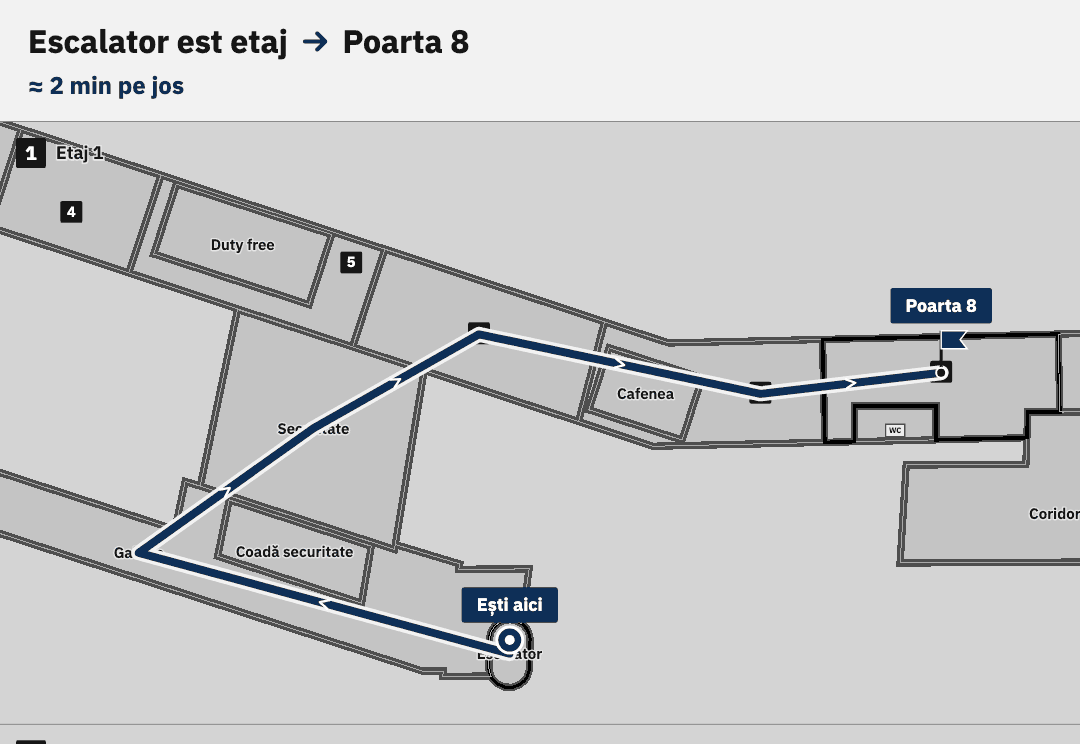 Escalator est etaj → Poarta 8
≈ 2 min pe jos
1 Etaj 1
4
Duty free
5
Poarta 8
Cafenea
WC
Coridor
Coadă securitate
Ești aici